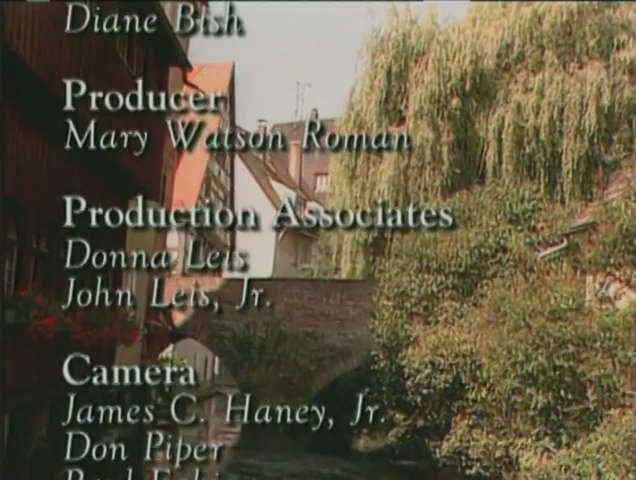 Diane Bish
Producer
Mary Watson Roman
Production Associates
Donna Leis
John Leis, Jr.
Camera
James C. Haney, Jr.
Don Piper